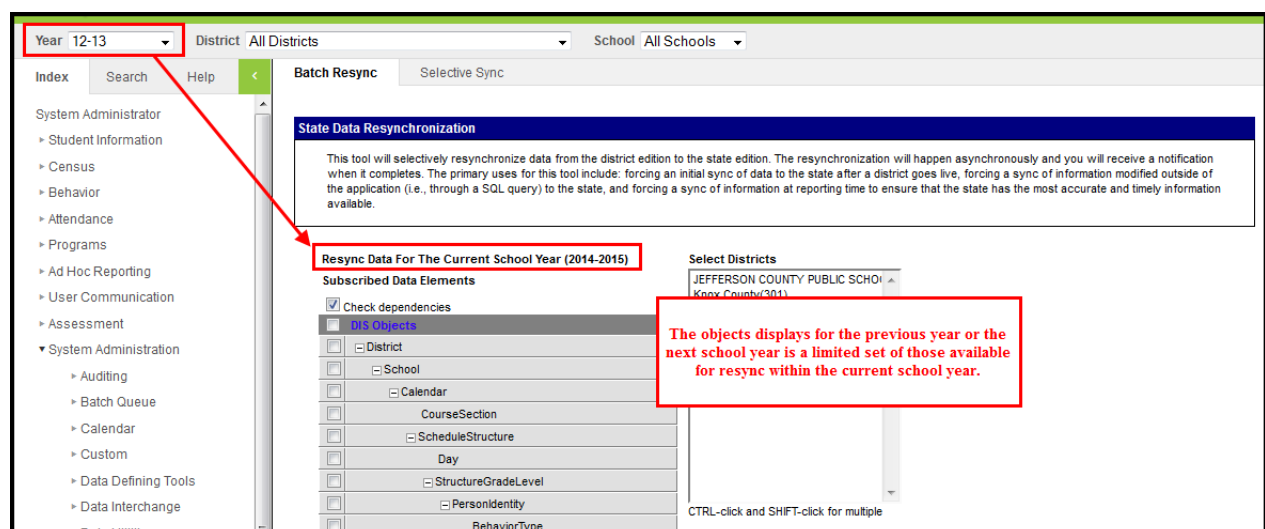 Year 12-13 District All Districts School All Schools
Index Search Help <
Batch Resync Selective Sync
System Administrator
Student Information
Census
Behavior
Attendance
Programs
Ad Hoc Reporting
User Communication
Assessment
System Administration
Auditing
Batch Queue
Calendar
Custom
Data Defining Tools
Data Interchange
State Data Resynchronization
This tool will selectively resynchronize data from the district edition to the state edition. The resynchronization will happen asynchronously and you will receive a notification
when it completes. The primary uses for this tool include: forcing an initial sync of data to the state after a district goes live, forcing a sync of information modified outside of
the application (i.e., through a SQL query) to the state, and forcing a sync of information at reporting time to ensure that the state has the most accurate and timely information
available.
Resync Data For The Current School Year (2014-2015)
Subscribed Data Elements
Check dependencies
DIS Objects
District
School
Calendar
CourseSection
ScheduleStructure
Day
StructureGradeLevel
PersonIdentity
BehaviorType
Select Districts
JEFFERSON COUNTY PUBLIC SCHO
Knox County(301)
The objects displays for the previous year or the
next school year is a limited set of those available
for resync within the current school year.
CTRL-click and SHIFT-click for multiple